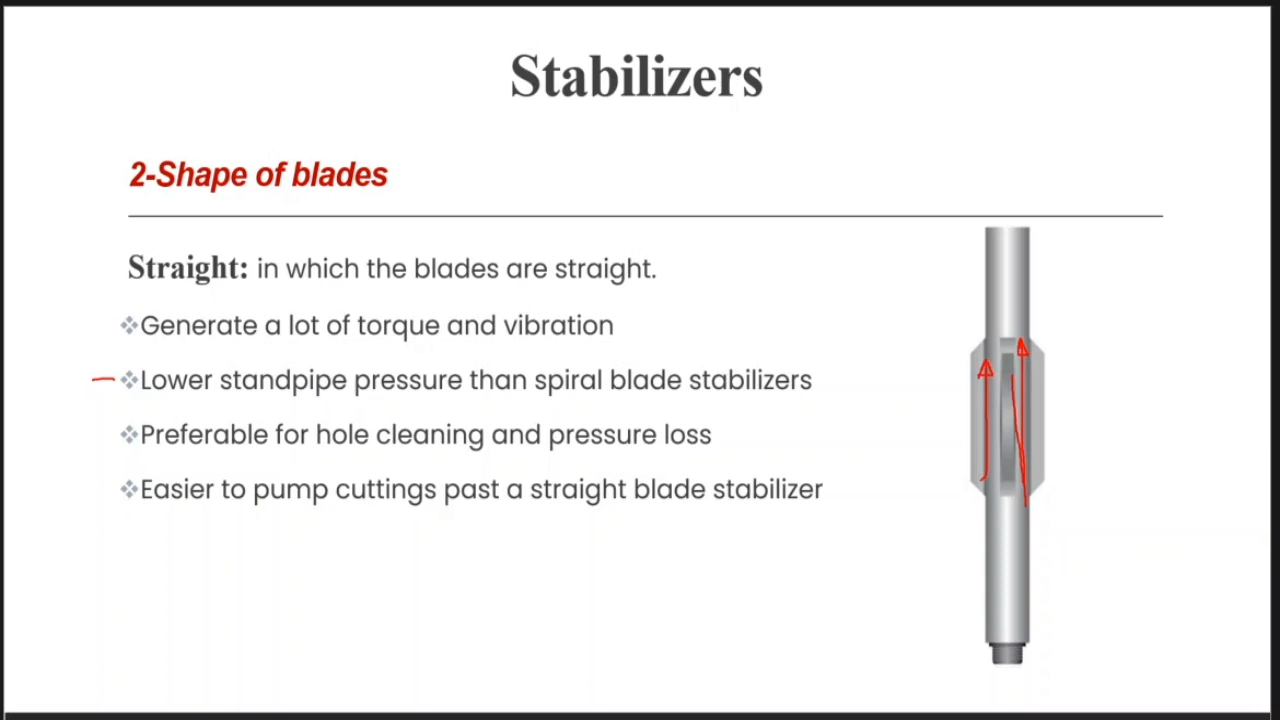 Stabilizers
2-Shape of blades
Straight: in which the blades are straight.
❖Generate a lot of torque and vibration
❖Lower standpipe pressure than spiral blade stabilizers
❖Preferable for hole cleaning and pressure loss
❖Easier to pump cuttings past a straight blade stabilizer